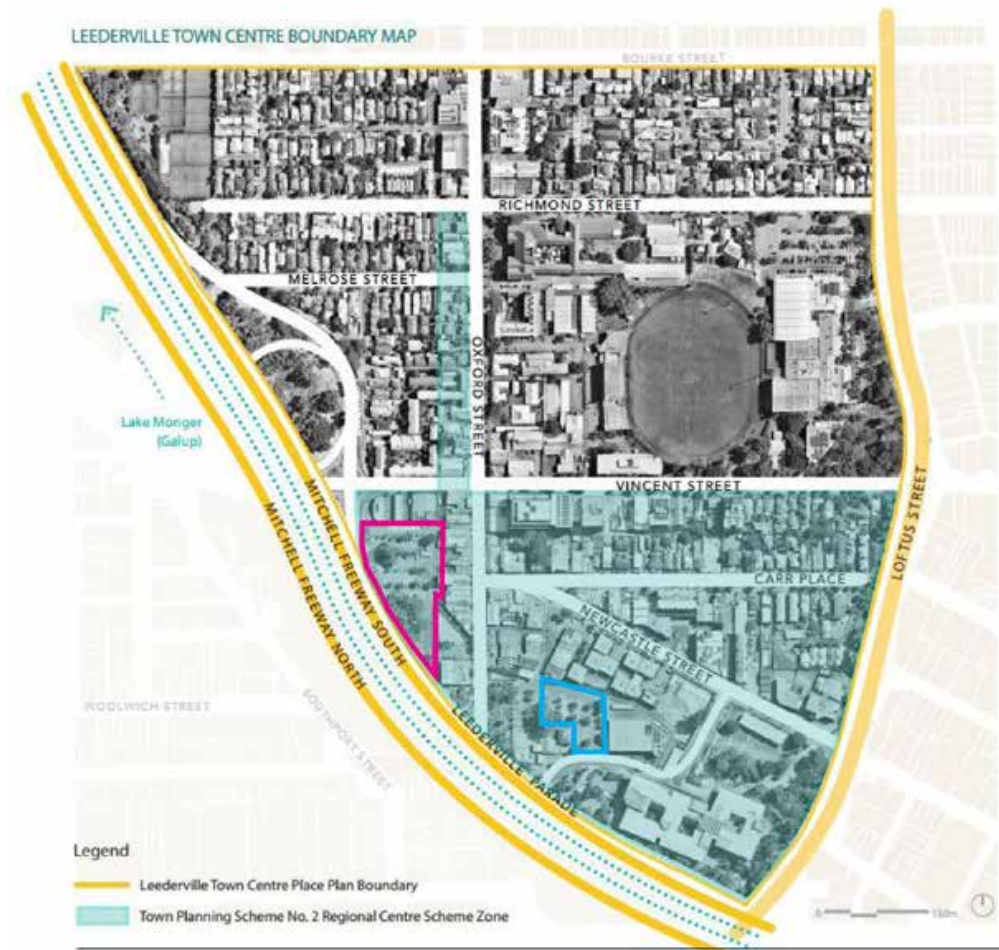 LEEDERVILLE TOWN CENTRE BOUNDARY MAP
BOURKE STREET
RICHMOND STREET
MELROSE STREET
OXFORD STREET
Lake Monger
(Galup)
VINCENT STREET
LOFTUS STREET
MITCHELL FREEWAY SOUTH
MITCHELL FREEWAY NORTH
CARR PLACE
NEWCASTLE STREET
WOOLWICH STREET
SOUTHPORT STREET
LEEDERVILLE PARADE
Legend
Leederville Town Centre Place Plan Boundary
Town Planning Scheme No. 2 Regional Centre Scheme Zone
0
150m